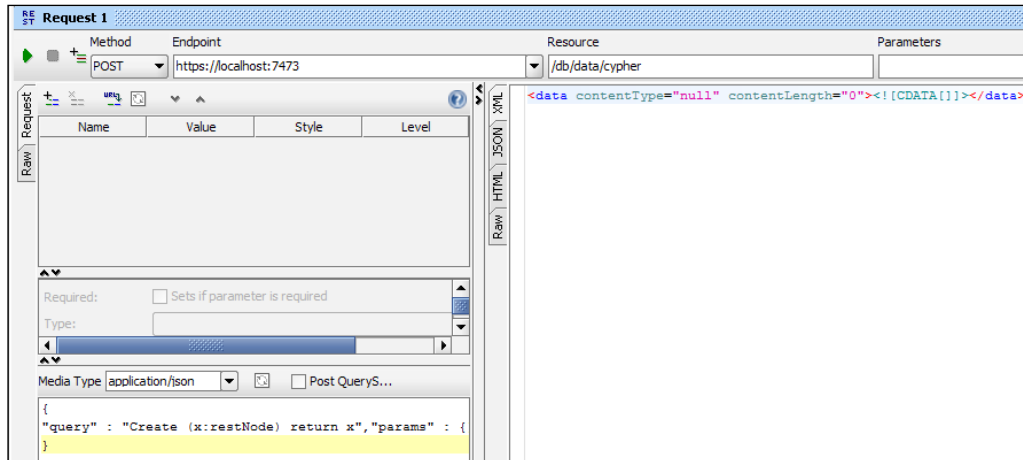 RE ST Request 1
Method Endpoint Resource Parameters
POST https://localhost:7473 /db/data/cypher
Request
Raw
Name Value Style Level
Required: Sets if parameter is required
Type:
Media Type application/json Post QueryS...
{
"query" : "Create (x:restNode) return x","params" : {
}
XML
JSON
HTML
Raw
<data contentType="null" contentLength="0"><![CDATA[]]></data>